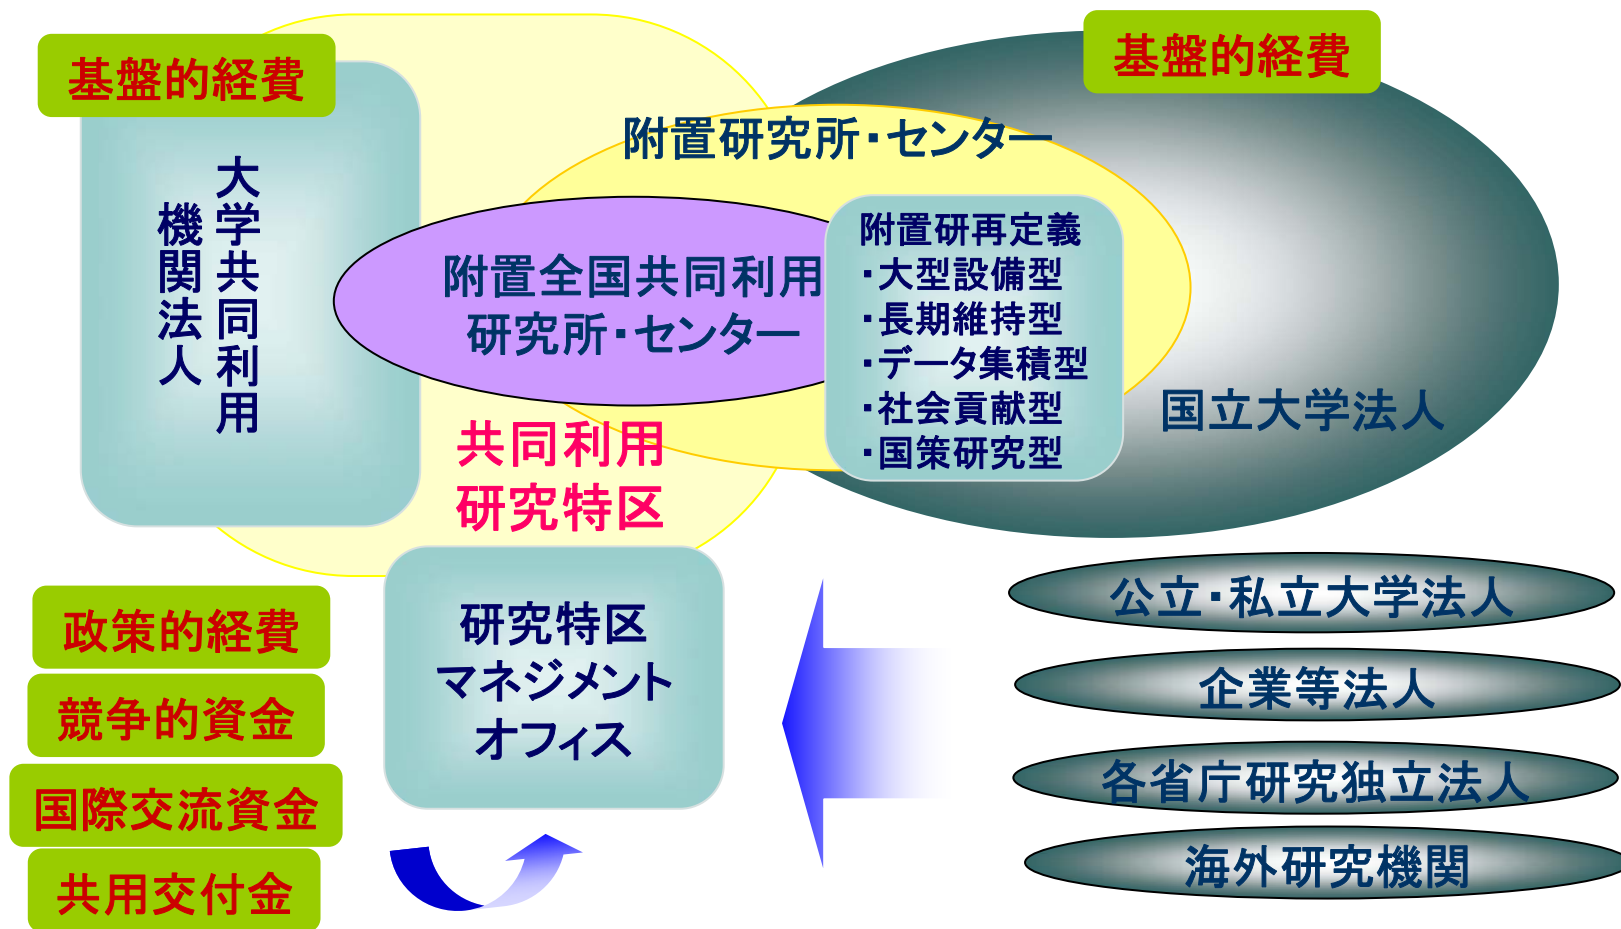 基盤的経費
基盤的経費
大学共同利用
機関法人
附置研究所・センター
附置全国共同利用
研究所・センター
附置研再定義
・大型設備型
・長期維持型
・データ集積型
・社会貢献型
・国策研究型
国立大学法人
共同利用
研究特区
研究特区
マネジメント
オフィス
政策的経費
競争的資金
国際交流資金
共用交付金
公立・私立大学法人
企業等法人
各省庁研究独立法人
海外研究機関